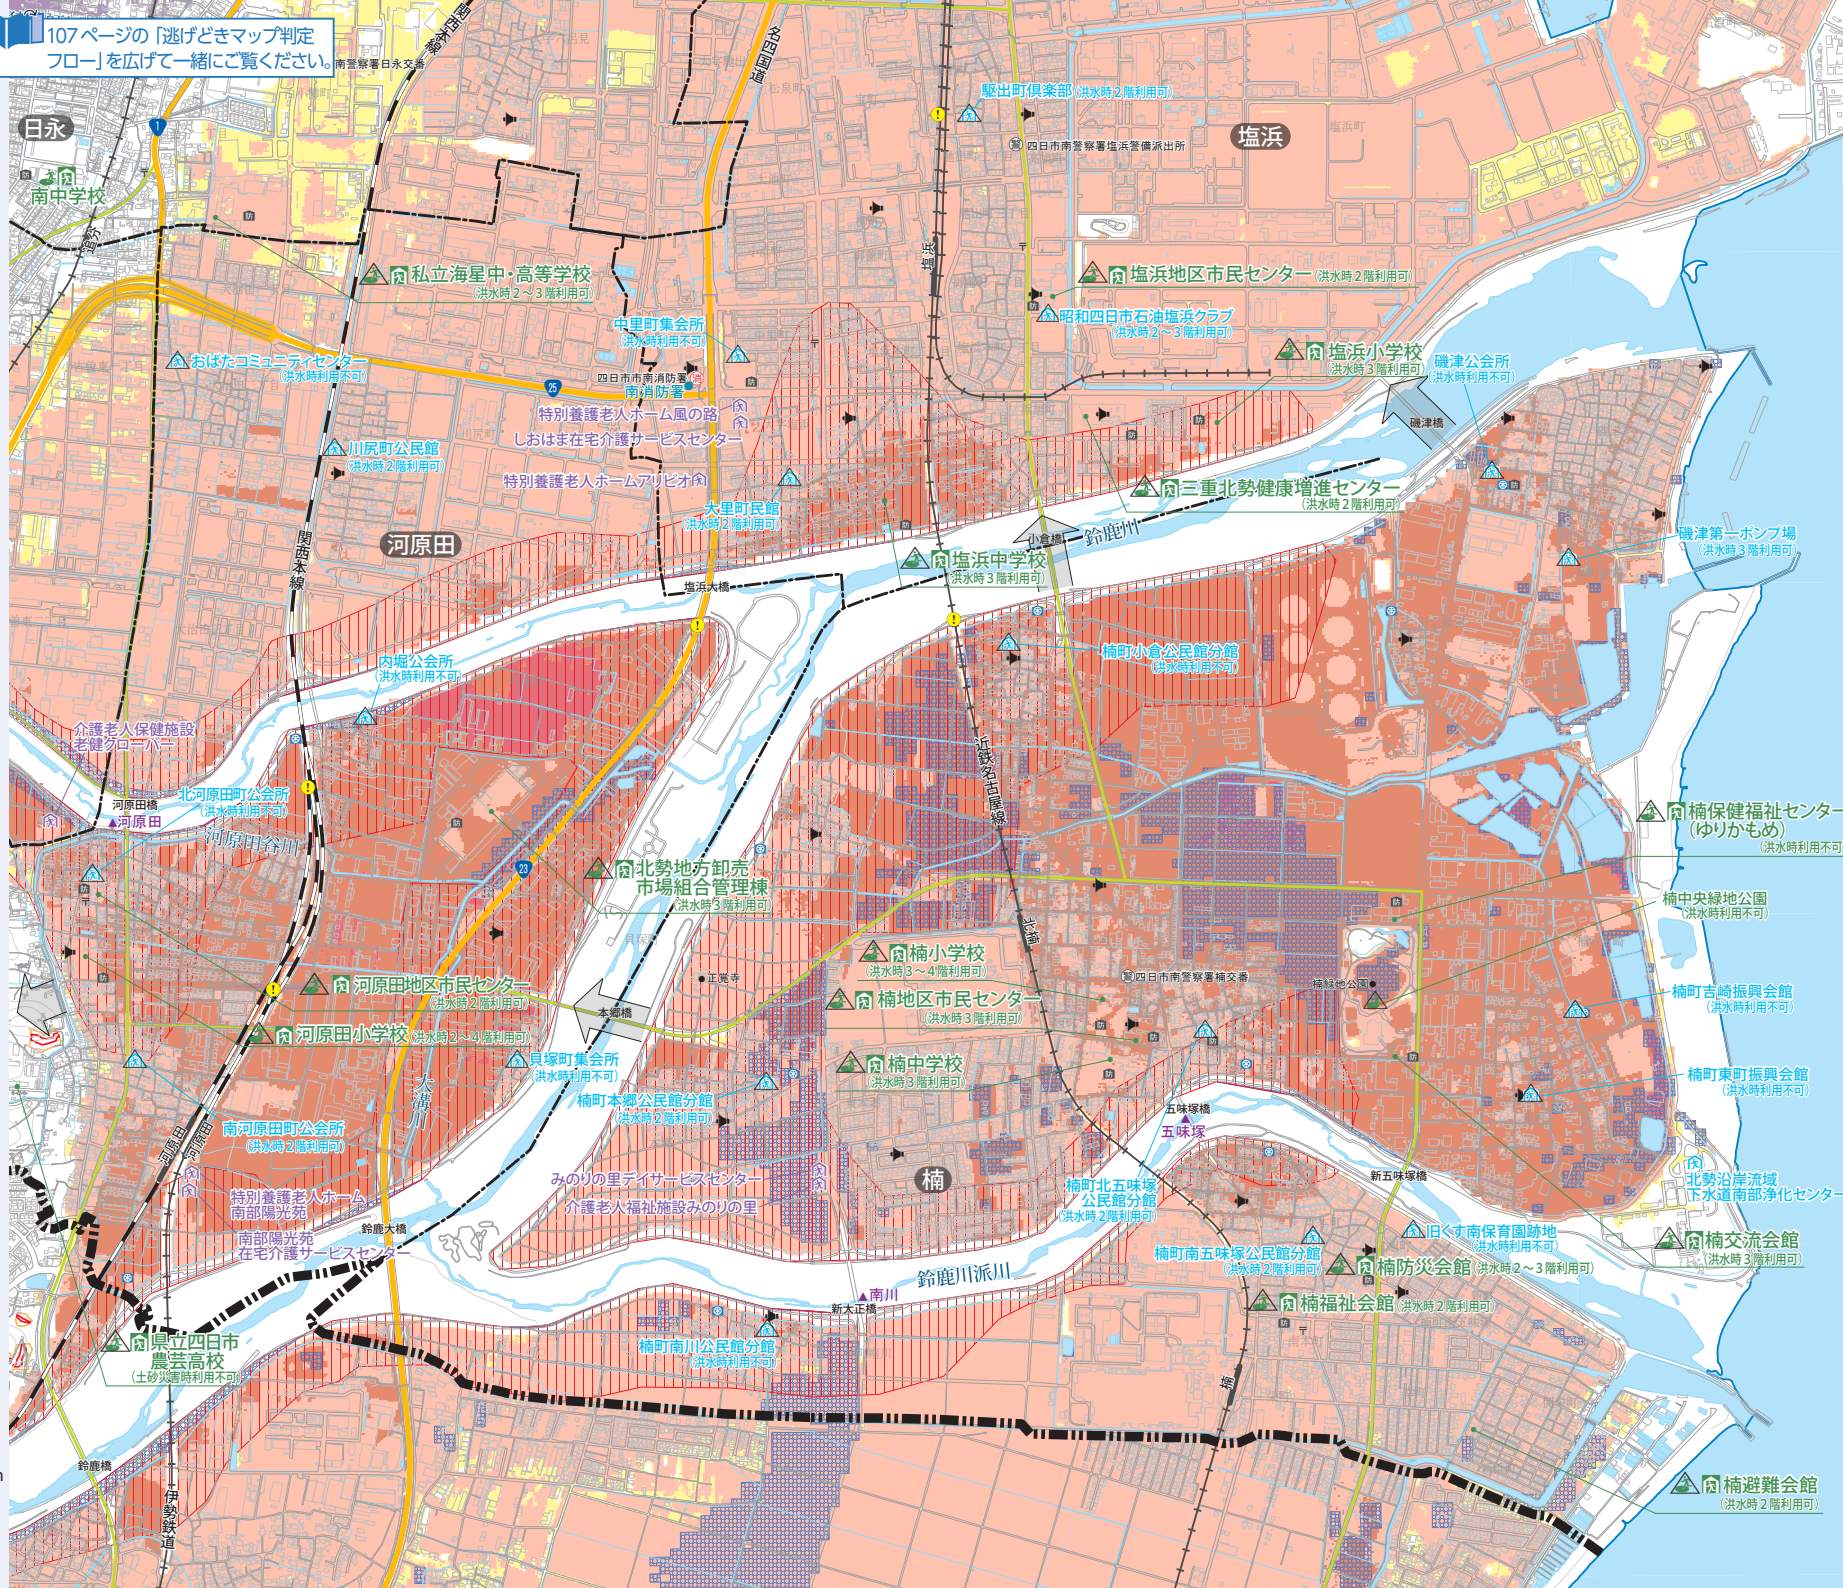 107ページの「逃げどきマップ判定
フロー」を広げて一緒にご覧ください。
南警察署日永交番
関西本線
名四国道
日永
1
南中学校
追分
駆出町倶楽部(洪水時2階利用可)
四日市南警察署塩浜警備派出所
塩浜
塩浜町
松泉町
私立海星中・高等学校
(洪水時2～3階利用可)
塩浜
塩浜地区市民センター(洪水時2階利用可)
昭和四日市石油塩浜クラブ
(洪水時2～3階利用可)
中里町集会所
(洪水時利用不可)
おばたコミュニティセンター
(洪水時利用不可)
四日市市南消防署
南消防署
25
塩浜小学校
(洪水時3階利用可)
磯津公会所
(洪水時利用不可)
磯津橋
特別養護老人ホーム風の路
しおはま在宅介護サービスセンター
川尻町公民館
(洪水時2階利用可)
特別養護老人ホームアリビオ
大里町民館
(洪水時2階利用可)
三重北勢健康増進センター
(洪水時2階利用可)
関西本線
河原田
小倉橋
鈴鹿川
磯津第一ポンプ場
(洪水時3階利用可)
塩浜中学校
(洪水時3階利用可)
塩浜大橋
内堀公会所
(洪水時利用不可)
楠町小倉公民館分館
(洪水時利用不可)
介護老人保健施設
老健クローバー
近鉄名古屋線
北河原田町公会所
(洪水時利用不可)
河原田橋
▲河原田
河原田谷川
23
楠保健福祉センター
(ゆりかもめ)
(洪水時利用不可
北勢地方卸売
市場組合管理棟
(洪水時3階利用可
楠中央緑地公園
(洪水時利用不可)
貝塚町
北楠
楠小学校
(洪水時3～4階利用可)
正覚寺
四日市南警察署楠交番
楠緑地公園
河原田地区市民センター
(洪水時2階利用可)
楠地区市民センター
(洪水時3階利用可)
楠町吉崎振興会館
(洪水時利用不可)
本郷橋
河原田小学校(洪水時2～4階利用可)
貝塚町集会所
(洪水時利用不可)
楠中学校
(洪水時3階利用可)
大溝川
楠町本郷公民館分館
(洪水時2階利用可)
楠町東町振興会館
(洪水時利用不可)
五味塚橋
▲
五味塚
南河原田町公会所
(洪水時2階利用可)
河原田
河原田
みのりの里デイサービスセンター
楠
新五味塚橋
北勢沿岸流域
下水道南部浄化センター
特別養護老人ホーム
南部陽光苑
介護老人福祉施設みのりの里
楠町北五味塚
公民館分館
(洪水時2階利用可)
鈴鹿大橋
南部陽光苑
在宅介護サービスセンター
旧くす南保育園跡地
(洪水時利用不可)
楠交流会館
(洪水時3階利用可)
楠町南五味塚公民館分館
(洪水時2階利用可)
楠防災会館(洪水時2～3階利用可)
鈴鹿川派川
▲南川
新大正橋
楠福祉会館(洪水時2階利用可)
県立四日市
農芸高校
(土砂災害時利用不可)
楠町南川公民館分館
(洪水時利用不可)
楠
鈴鹿橋
伊勢鉄道
楠避難会館
(洪水時2階利用可)